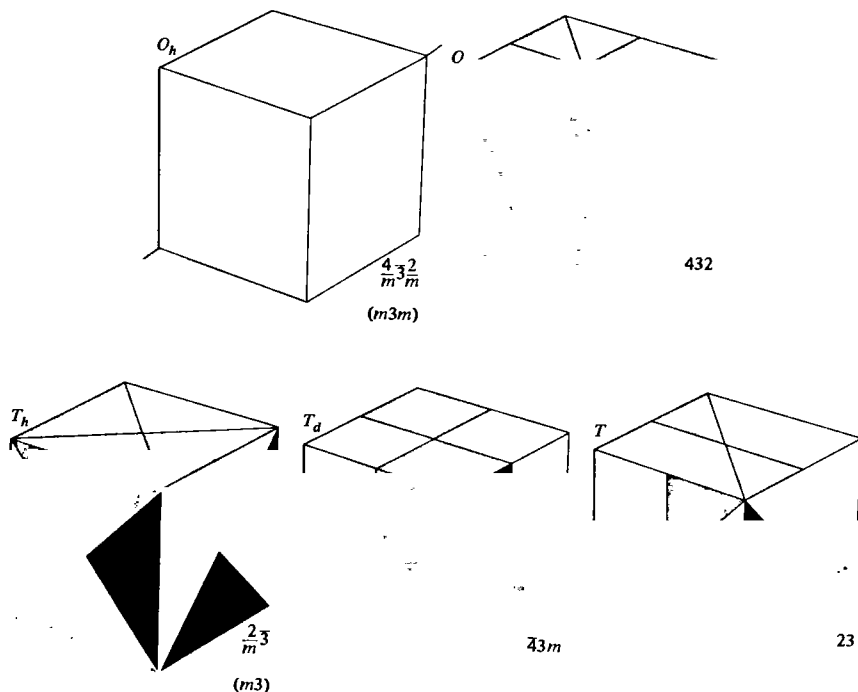 O_h
O
4/m 3̅ 2/m
(m3m)
432
T_h
T_d
T
2/m 3̅
(m3)
4̅3m
23